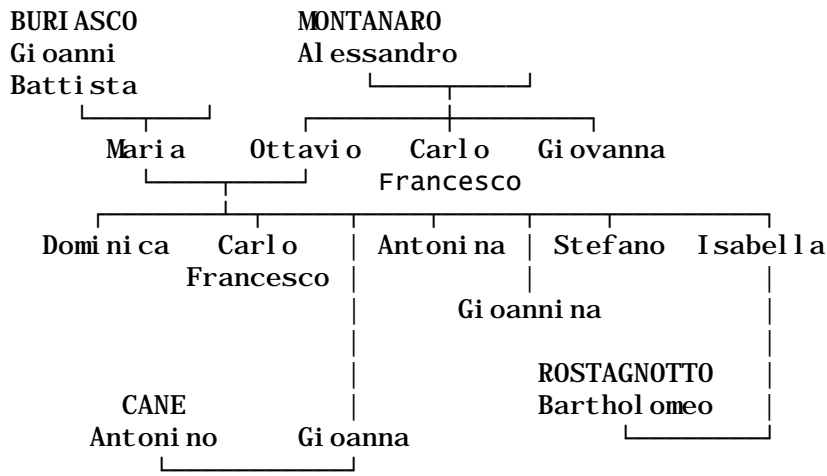 BURIASCO MONTANARO
Gioanni Alessandro
Battista
Maria Ottavio Carlo Giovanna
Francesco
Dominica Carlo Antonina Stefano Isabella
Francesco
Gioannina
ROSTAGNOTTO
CANE Bartholomeo
Antonino Gioanna